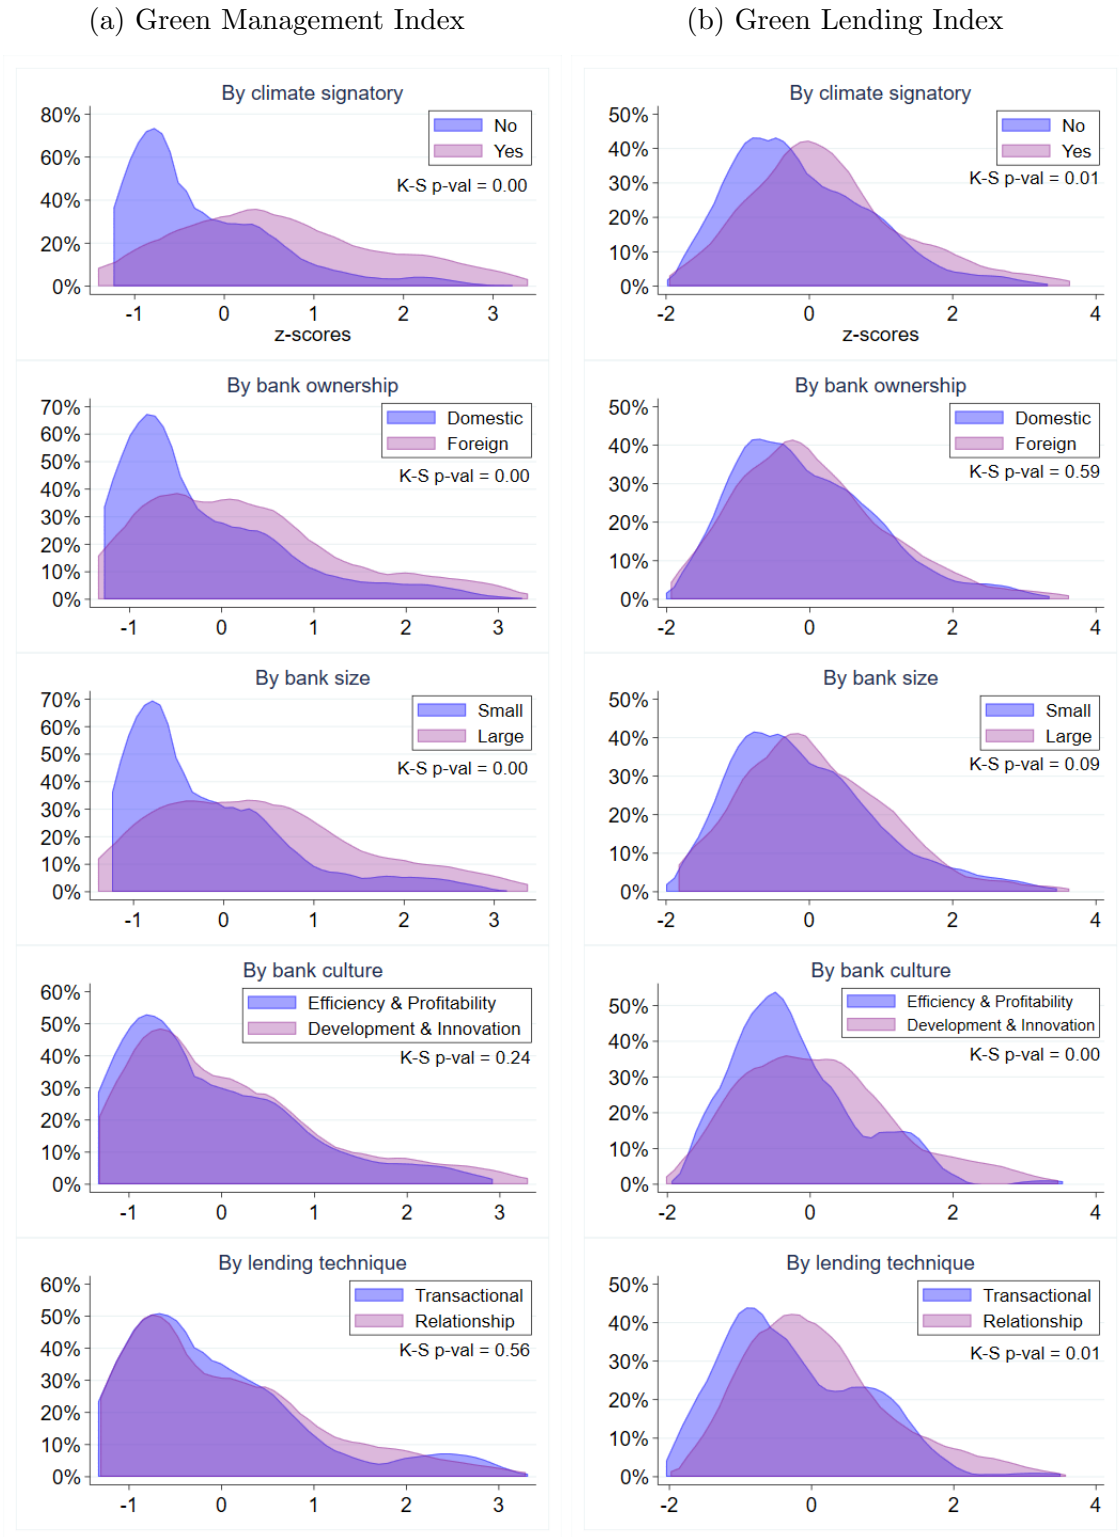 (a) Green Management Index
(b) Green Lending Index
By climate signatory
80%
60%
40%
20%
0%
No
Yes
K-S p-val = 0.00
-1 0 1 2 3
z-scores
By climate signatory
50%
40%
30%
20%
10%
0%
No
Yes
K-S p-val = 0.01
-2 0 2 4
z-scores
By bank ownership
70%
60%
50%
40%
30%
20%
10%
0%
Domestic
Foreign
K-S p-val = 0.00
-1 0 1 2 3
By bank ownership
50%
40%
30%
20%
10%
0%
Domestic
Foreign
K-S p-val = 0.59
-2 0 2 4
By bank size
70%
60%
50%
40%
30%
20%
10%
0%
Small
Large
K-S p-val = 0.00
-1 0 1 2 3
By bank size
50%
40%
30%
20%
10%
0%
Small
Large
K-S p-val = 0.09
-2 0 2 4
By bank culture
60%
50%
40%
30%
20%
10%
0%
Efficiency & Profitability
Development & Innovation
K-S p-val = 0.24
-1 0 1 2 3
By bank culture
50%
40%
30%
20%
10%
0%
Efficiency & Profitability
Development & Innovation
K-S p-val = 0.00
-2 0 2 4
By lending technique
60%
50%
40%
30%
20%
10%
0%
Transactional
Relationship
K-S p-val = 0.56
-1 0 1 2 3
By lending technique
50%
40%
30%
20%
10%
0%
Transactional
Relationship
K-S p-val = 0.01
-2 0 2 4